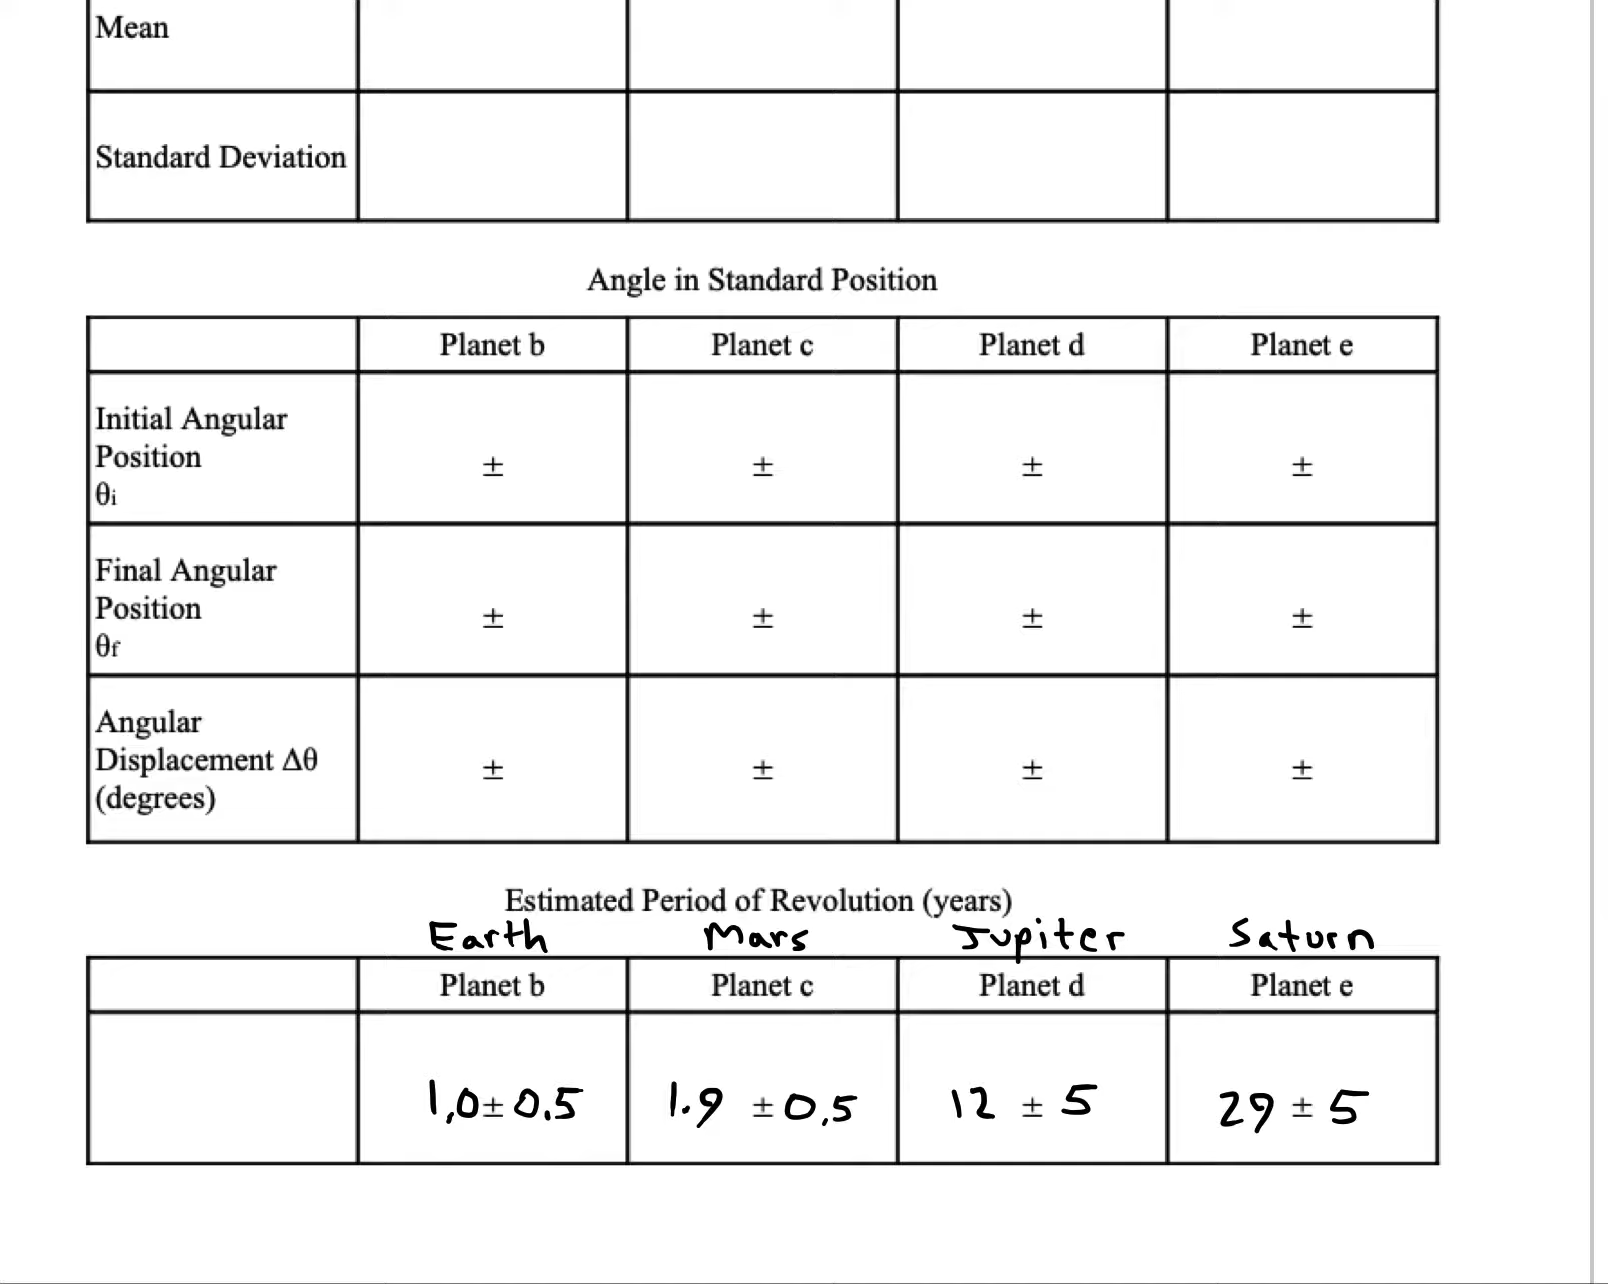 Mean
Standard Deviation
Angle in Standard Position
Planet b Planet c Planet d Planet e
Initial Angular
Position
θi
± ± ± ±
Final Angular
Position
θf
± ± ± ±
Angular
Displacement Δθ
(degrees)
± ± ± ±
Estimated Period of Revolution (years)
Earth Mars Jupiter Saturn
Planet b Planet c Planet d Planet e
1,0 ± 0.5 1.9 ± 0,5 12 ± 5 29 ± 5